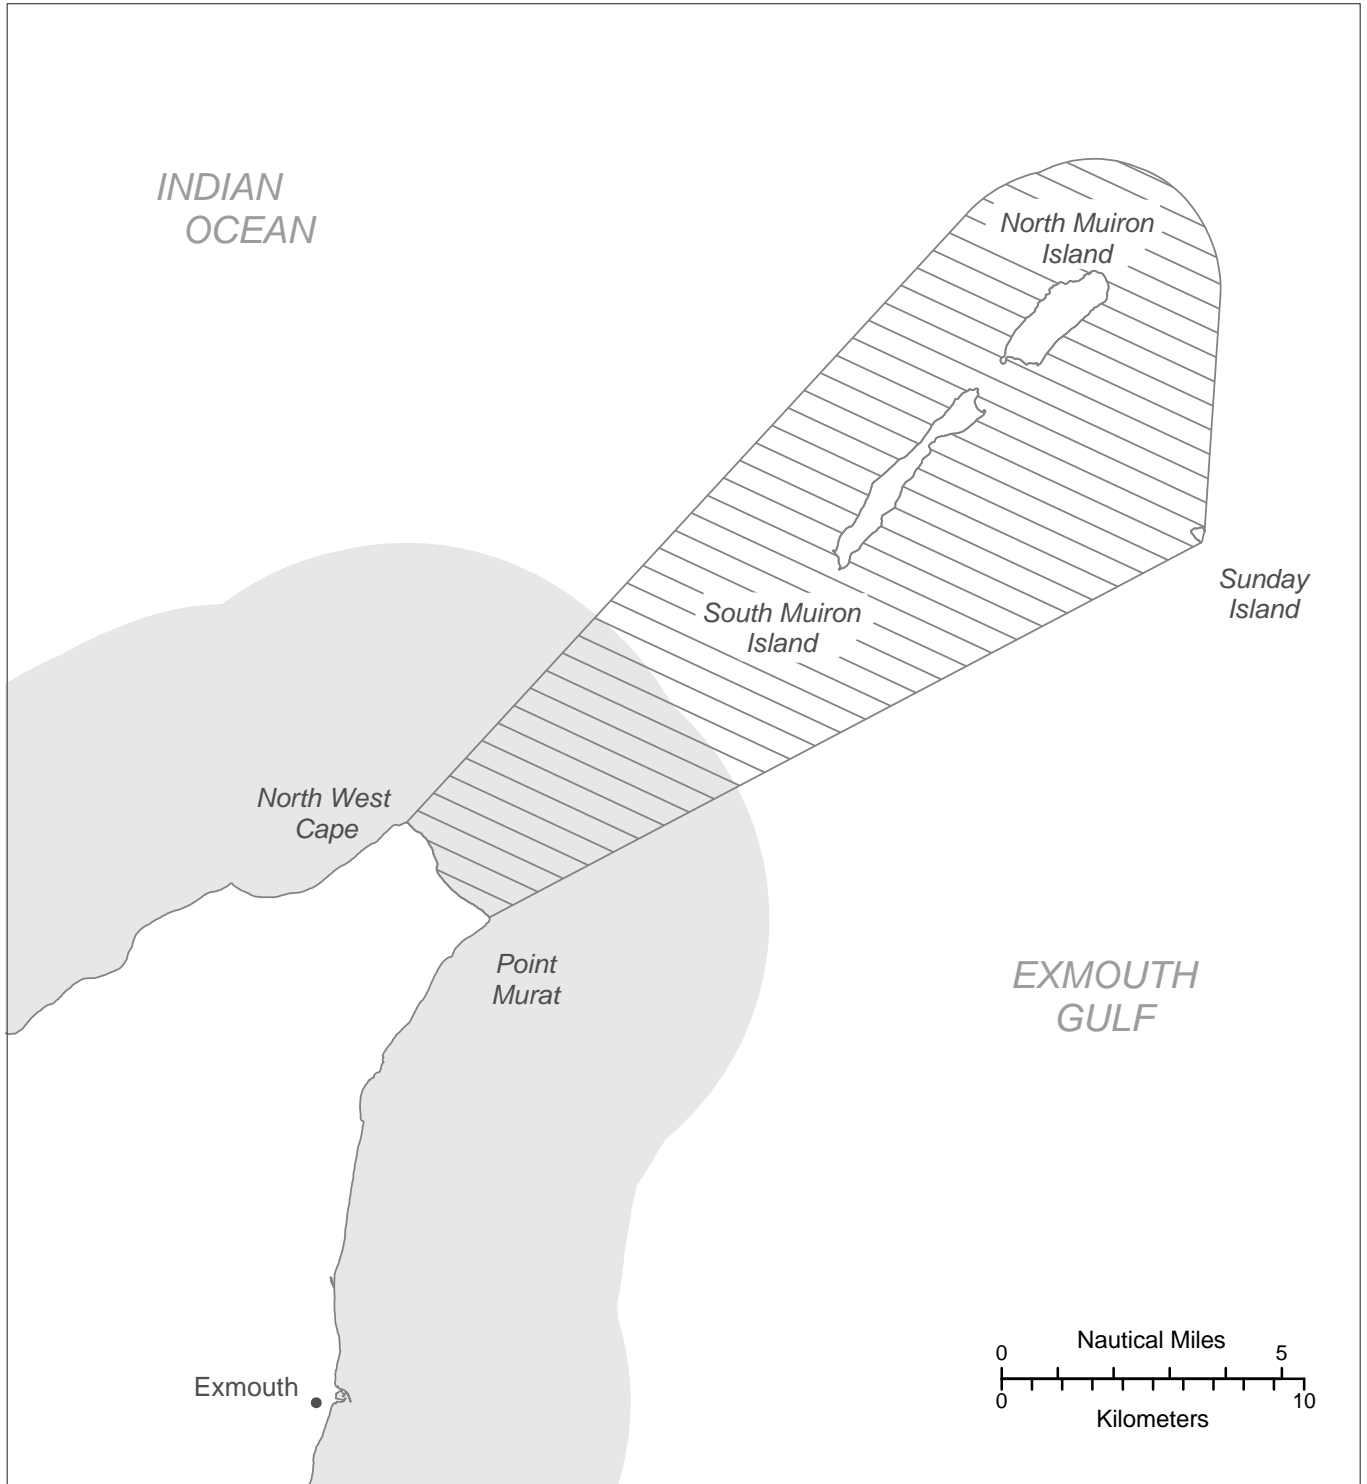 INDIAN
OCEAN
North Muiron
Island
Sunday
Island
South Muiron
Island
North West
Cape
Point
Murat
EXMOUTH
GULF
Exmouth
Nautical Miles
0 5
0 10
Kilometers